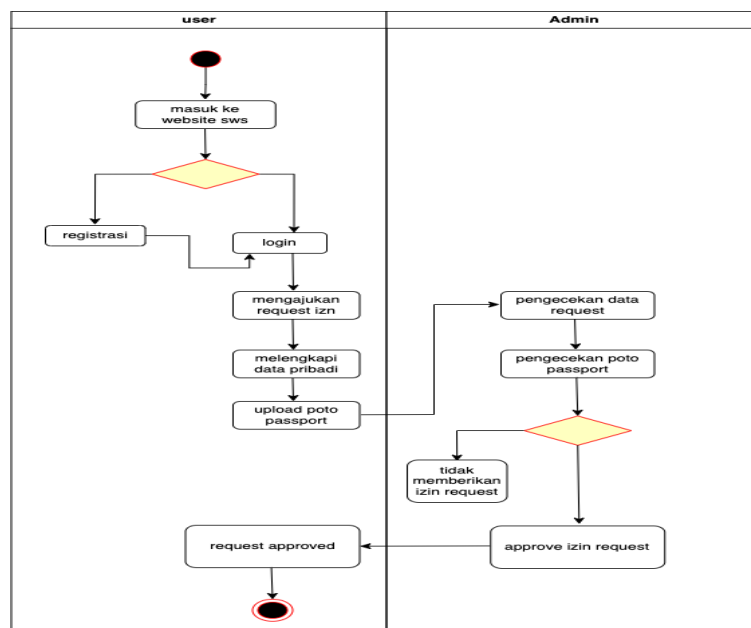 user
Admin
masuk ke
website sws
registrasi
login
mengajukan
request izn
melengkapi
data pribadi
upload poto
passport
pengecekan data
request
pengecekan poto
passport
tidak
memberikan
izin request
approve izin request
request approved